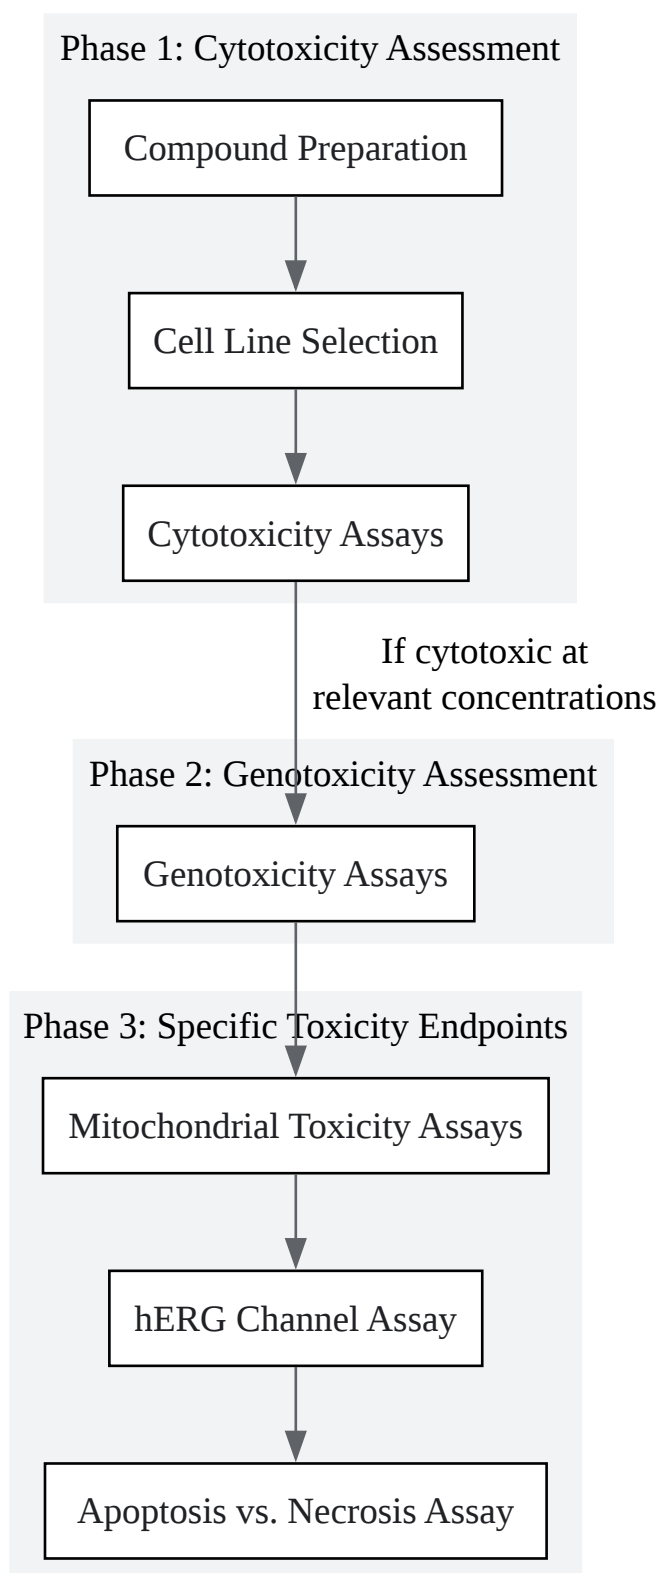 Phase 1: Cytotoxicity Assessment
Compound Preparation
Cell Line Selection
Cytotoxicity Assays
If cytotoxic at
relevant concentrations
Phase 2: Genotoxicity Assessment
Genotoxicity Assays
Phase 3: Specific Toxicity Endpoints
Mitochondrial Toxicity Assays
hERG Channel Assay
Apoptosis vs. Necrosis Assay